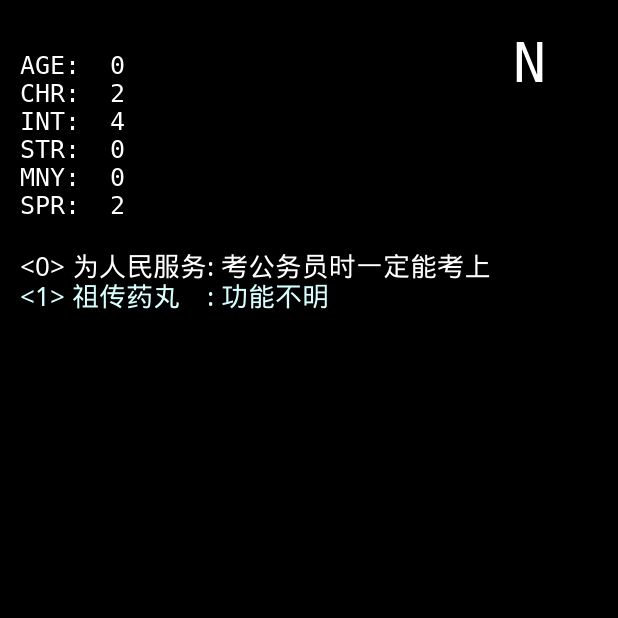 N
AGE:  0
CHR:  2
INT:  4
STR:  0
MNY:  0
SPR:  2
<0> 为人民服务: 考公务员时一定能考上
<1> 祖传药丸　: 功能不明